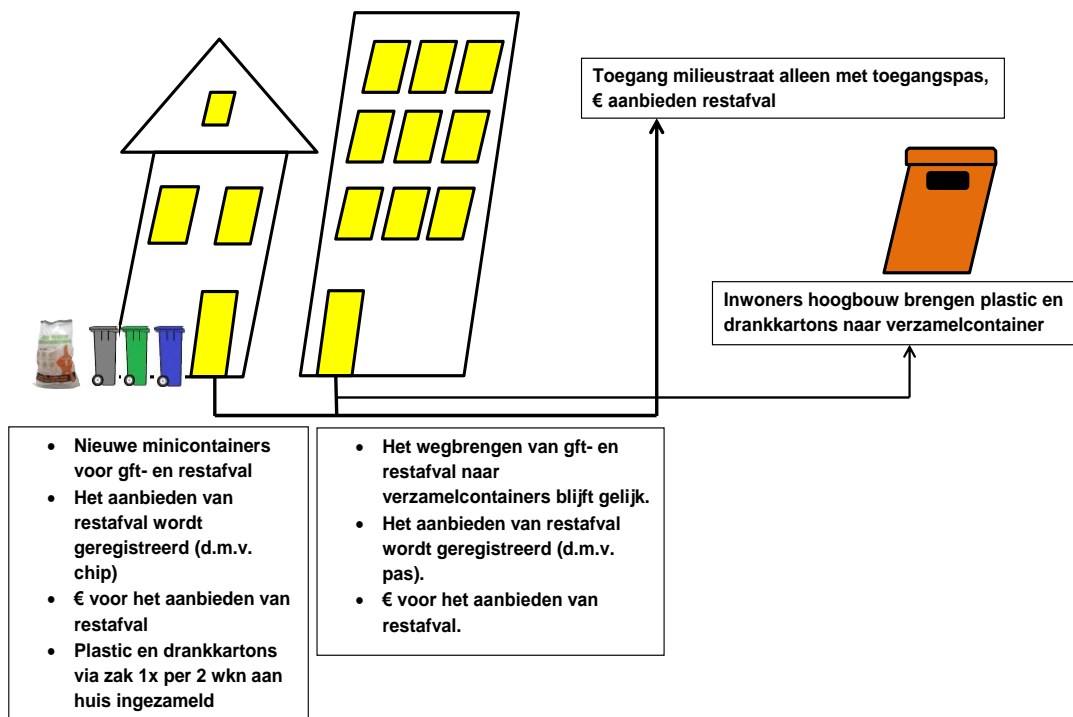 Toegang milieustraat alleen met toegangspas,
€ aanbieden restafval
Inwoners hoogbouw brengen plastic en
drankkartons naar verzamelcontainer
• Nieuwe minicontainers
voor gft- en restafval
• Het aanbieden van
restafval wordt
geregistreerd (d.m.v.
chip)
• € voor het aanbieden van
restafval
• Plastic en drankkartons
via zak 1x per 2 wkn aan
huis ingezameld
• Het wegbrengen van gft- en
restafval naar
verzamelcontainers blijft gelijk.
• Het aanbieden van restafval
wordt geregistreerd (d.m.v.
pas).
• € voor het aanbieden van
restafval.